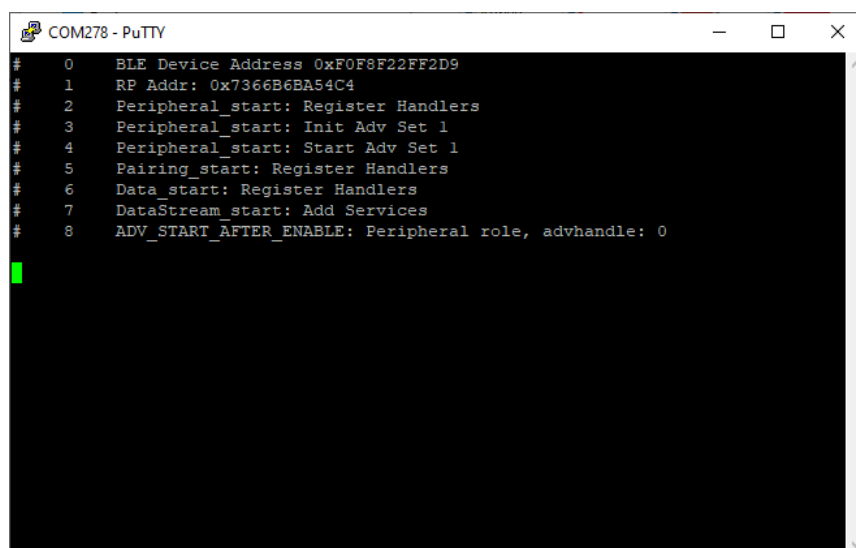 COM278 - PuTTY
# 0 BLE Device Address 0xF0F8F22FF2D9
# 1 RP Addr: 0x7366B6BA54C4
# 2 Peripheral_start: Register Handlers
# 3 Peripheral_start: Init Adv Set 1
# 4 Peripheral_start: Start Adv Set 1
# 5 Pairing_start: Register Handlers
# 6 Data_start: Register Handlers
# 7 DataStream_start: Add Services
# 8 ADV_START_AFTER_ENABLE: Peripheral role, advhandle: 0